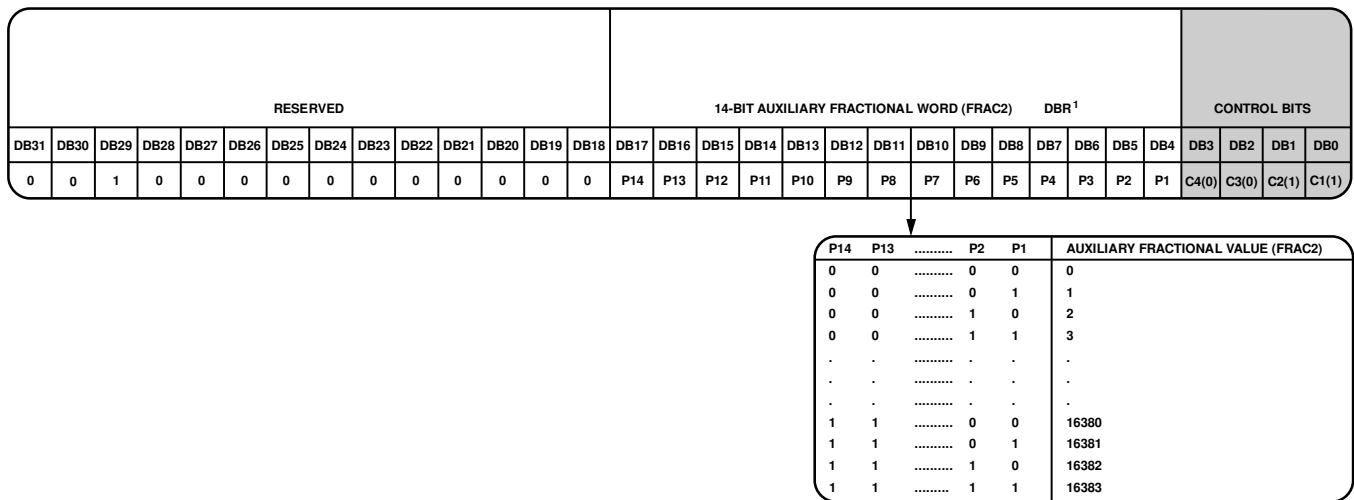 RESERVED 14-BIT AUXILIARY FRACTIONAL WORD (FRAC2) DBR1 CONTROL BITS
DB31 DB30 DB29 DB28 DB27 DB26 DB25 DB24 DB23 DB22 DB21 DB20 DB19 DB18 DB17 DB16 DB15 DB14 DB13 DB12 DB11 DB10 DB9 DB8 DB7 DB6 DB5 DB4 DB3 DB2 DB1 DB0
0 0 1 0 0 0 0 0 0 0 0 0 0 0 P14 P13 P12 P11 P10 P9 P8 P7 P6 P5 P4 P3 P2 P1 C4(0) C3(0) C2(1) C1(1)
P14 P13 .......... P2 P1 AUXILIARY FRACTIONAL VALUE (FRAC2)
0 0 .......... 0 0 0
0 0 .......... 0 1 1
0 0 .......... 1 0 2
0 0 .......... 1 1 3
. . .......... . . .
. . .......... . . .
. . .......... . . .
1 1 .......... 0 0 16380
1 1 .......... 0 1 16381
1 1 .......... 1 0 16382
1 1 ......... 1 1 16383